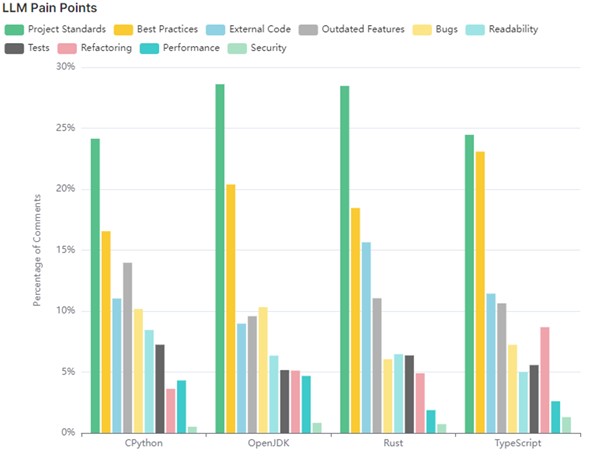 LLM Pain Points
Project Standards Best Practices External Code Outdated Features Bugs Readability
Tests Refactoring Performance Security
30%
25%
20%
15%
10%
5%
0%
Percentage of Comments
CPython OpenJDK Rust TypeScript